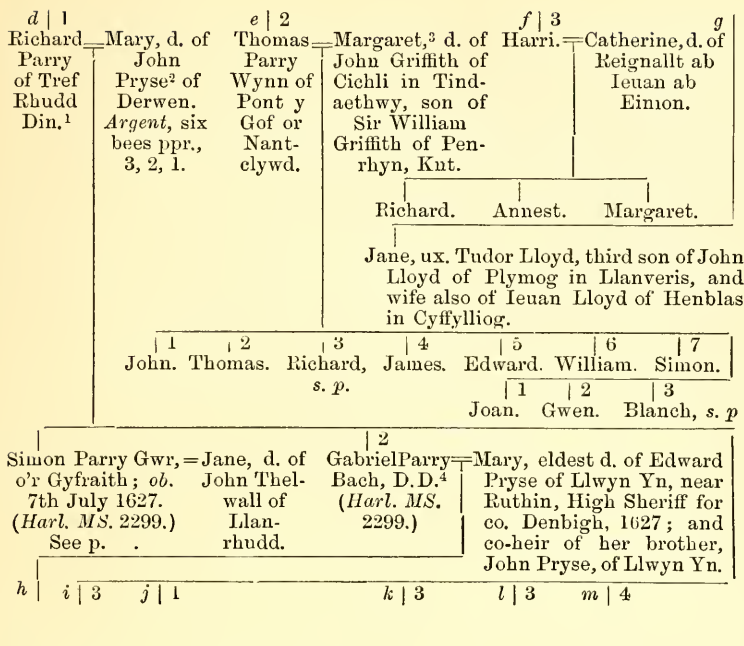 d | 1
Richard
Parry
of Tref
Rhudd
Din.¹
Mary, d. of
John
Pryse² of
Derwen.
Argent, six
bees ppr.,
3, 2, 1.
e | 2
Thomas
Parry
Wynn of
Pont y
Gof or
Nant-
clywd.
Margaret,³ d. of
John Griffith of
Cichli in Tind-
aethwy, son of
Sir William
Griffith of Pen-
rhyn, Knt.
f | 3
Harri.
Catherine, d. of
Reignallt ab
Ieuan ab
Einion.
g
Richard. Annest. Margaret.
Jane, ux. Tudor Lloyd, third son of John
Lloyd of Plymog in Llanveris, and
wife also of Ieuan Lloyd of Henblas
in Cyffylliog.
| 1 | 2 | 3 | 4 | 5 | 6 | 7
John. Thomas. Richard, James. Edward. William. Simon.
s. p.
| 1 | 2 | 3
Joan. Gwen. Blanch, s. p
Simon Parry Gwr,
o'r Gyfraith; ob.
7th July 1627.
(Harl. MS. 2299.)
See p. .
=Jane, d. of
John Thel-
wall of
Llan-
rhudd.
| 2
Gabriel Parry
Bach, D.D.⁴
(Harl. MS.
2299.)
Mary, eldest d. of Edward
Pryse of Llwyn Yn, near
Ruthin, High Sheriff for
co. Denbigh, 1627; and
co-heir of her brother,
John Pryse, of Llwyn Yn.
h | i | 3 j | 1 k | 3 l | 3 m | 4